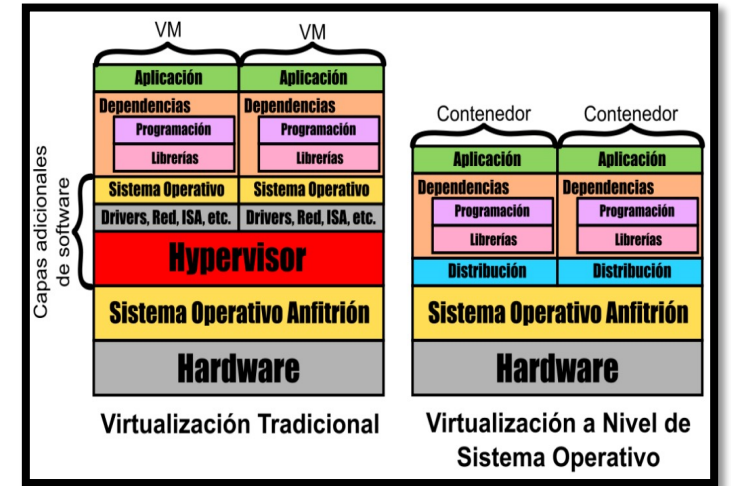 VM
VM
Aplicación
Aplicación
Dependencias
Dependencias
Programación
Programación
Librerías
Librerías
Sistema Operativo
Sistema Operativo
Drivers, Red, ISA, etc.
Drivers, Red, ISA, etc.
Hypervisor
Sistema Operativo Anfitrión
Hardware
Capas adicionales
de software
Virtualización Tradicional
Contenedor
Contenedor
Aplicación
Aplicación
Dependencias
Dependencias
Programación
Programación
Librerías
Librerías
Distribución
Distribución
Sistema Operativo Anfitrión
Hardware
Virtualización a Nivel de
Sistema Operativo